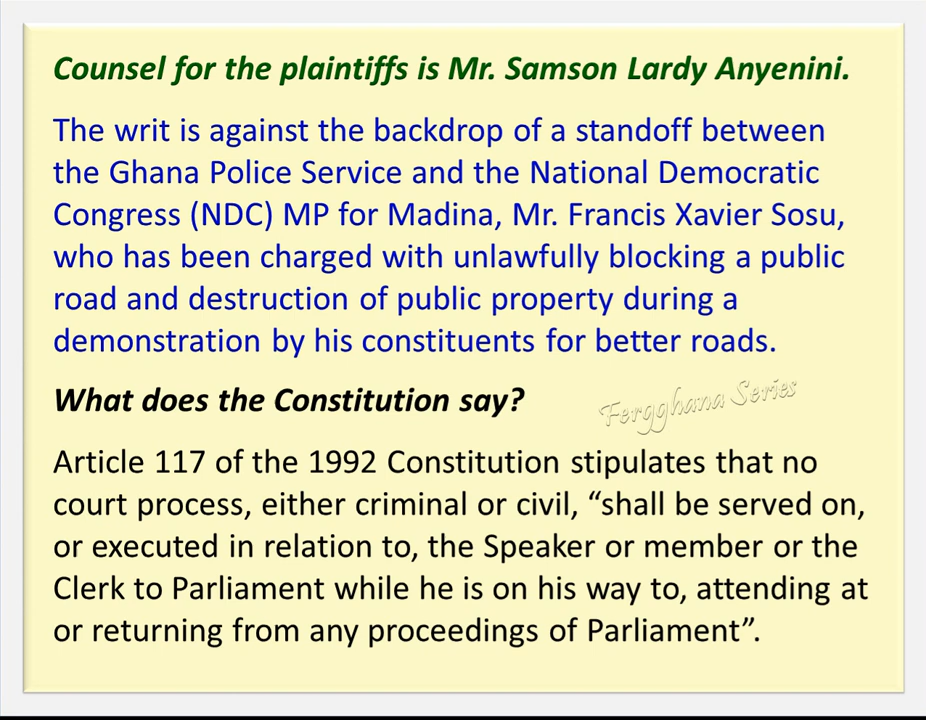 Counsel for the plaintiffs is Mr. Samson Lardy Anyenini.
The writ is against the backdrop of a standoff between
the Ghana Police Service and the National Democratic
Congress (NDC) MP for Madina, Mr. Francis Xavier Sosu,
who has been charged with unlawfully blocking a public
road and destruction of public property during a
demonstration by his constituents for better roads.
What does the Constitution say?
Fergghana Series
Article 117 of the 1992 Constitution stipulates that no
court process, either criminal or civil, “shall be served on,
or executed in relation to, the Speaker or member or the
Clerk to Parliament while he is on his way to, attending at
or returning from any proceedings of Parliament”.